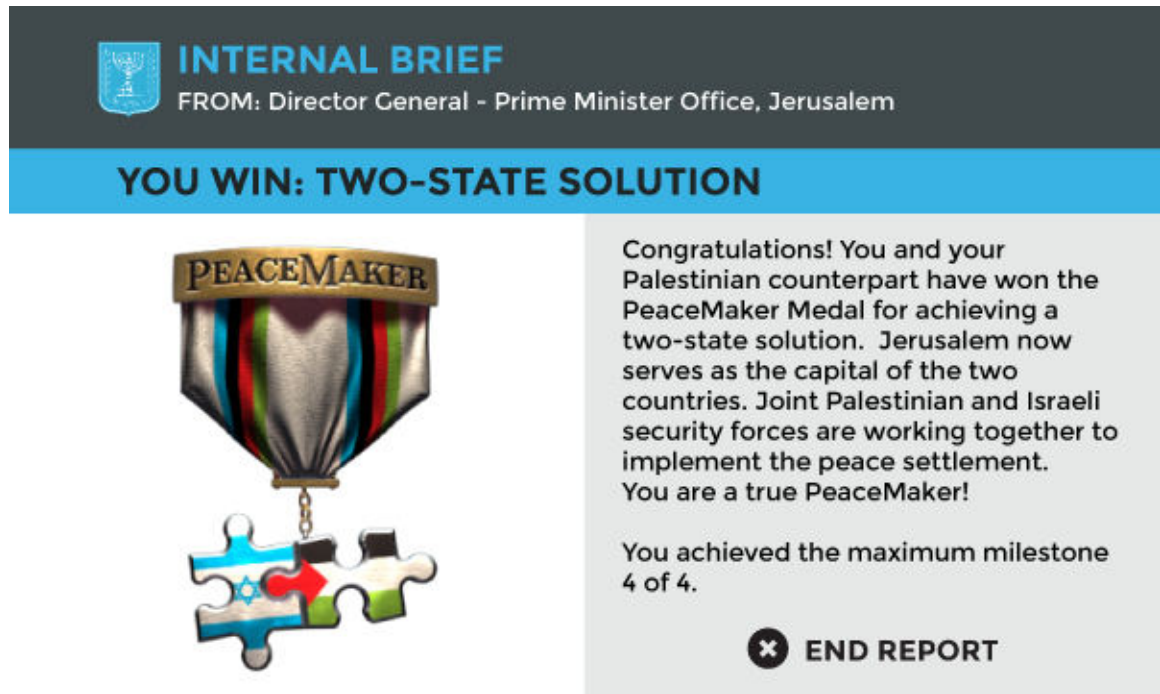 INTERNAL BRIEF
FROM: Director General - Prime Minister Office, Jerusalem
YOU WIN: TWO-STATE SOLUTION
PEACEMAKER
Congratulations! You and your
Palestinian counterpart have won the
PeaceMaker Medal for achieving a
two-state solution.  Jerusalem now
serves as the capital of the two
countries. Joint Palestinian and Israeli
security forces are working together to
implement the peace settlement.
You are a true PeaceMaker!
You achieved the maximum milestone
4 of 4.
END REPORT